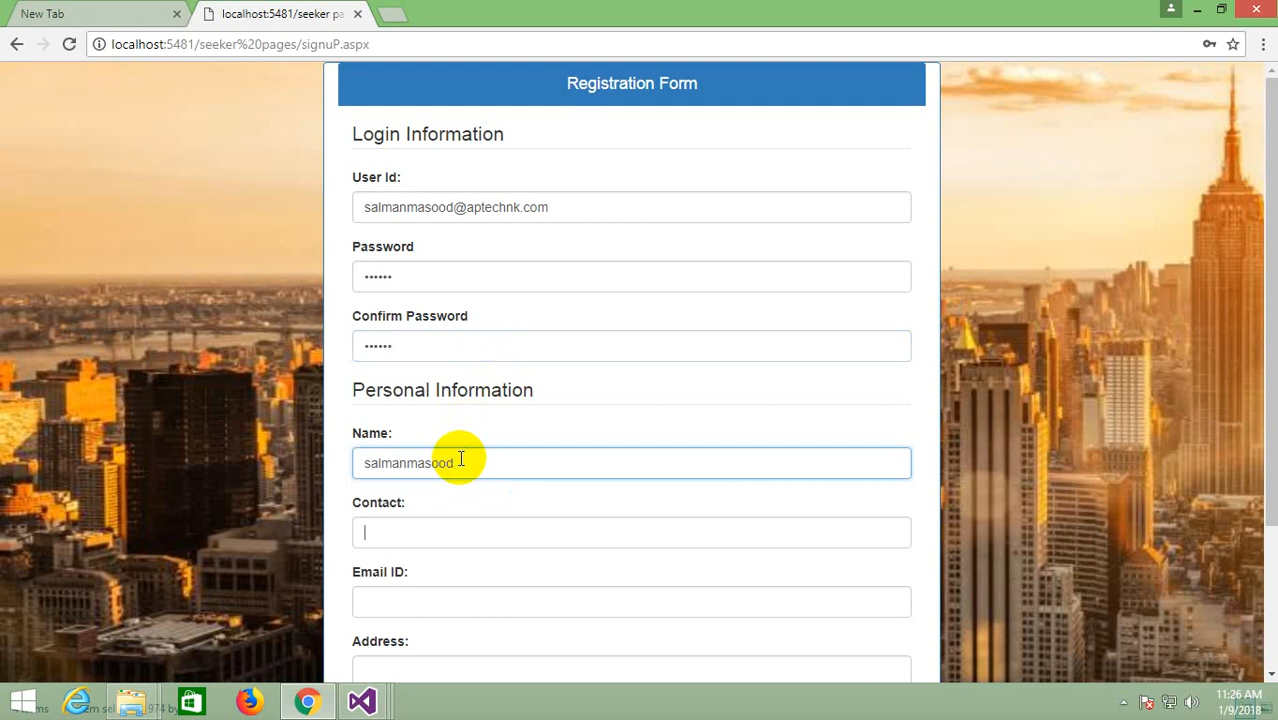 New Tab
localhost:5481/seeker pa
localhost:5481/seeker%20pages/signuP.aspx
Registration Form
Login Information
User Id:
salmanmasood@aptechnk.com
Password
••••••
Confirm Password
••••••
Personal Information
Name:
salmanmasood
Contact:
Email ID:
Address:
11:26 AM
1/9/2018